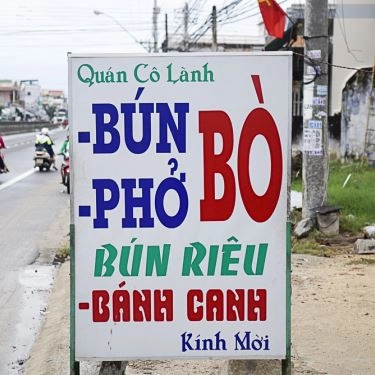 Quán Cô Lành
-BÚN
-PHỞ
BÒ
BÚN RIÊU
-BÁNH CANH
Kính Mời